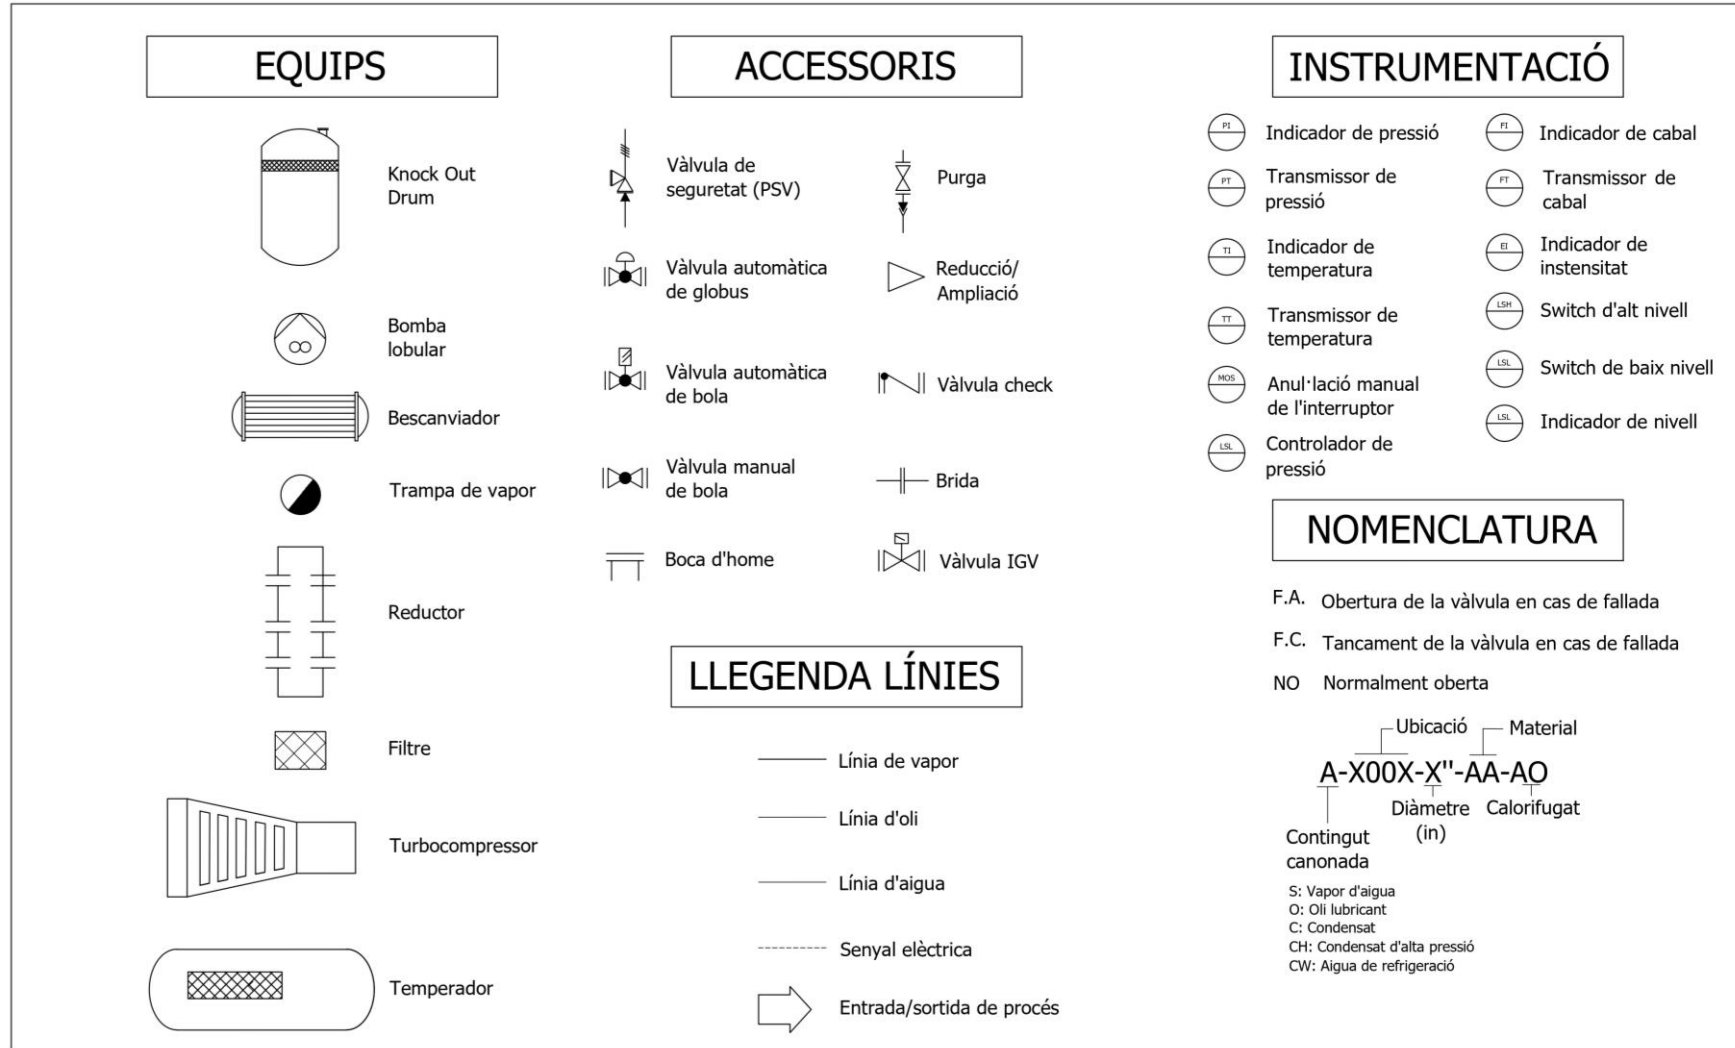 EQUIPS
Knock Out
Drum
Bomba
lobular
Bescanviador
Trampa de vapor
Reductor
Filtre
Turbocompressor
Temperador
ACCESSORIS
Vàlvula de
seguretat (PSV)
Purga
Vàlvula automàtica
de globus
Reducció/
Ampliació
Vàlvula automàtica
de bola
Vàlvula check
Vàlvula manual
de bola
Brida
Boca d'home
Vàlvula IGV
LLEGENDA LÍNIES
Línia de vapor
Línia d'oli
Línia d'aigua
Senyal elèctrica
Entrada/sortida de procés
INSTRUMENTACIÓ
PI
Indicador de pressió
PT
Transmissor de
pressió
TI
Indicador de
temperatura
TT
Transmissor de
temperatura
MOS
Anul·lació manual
de l'interruptor
LSL
Controlador de
pressió
FI
Indicador de cabal
FT
Transmissor de
cabal
EI
Indicador de
instensitat
LSH
Switch d'alt nivell
LSL
Switch de baix nivell
LSL
Indicador de nivell
NOMENCLATURA
F.A. Obertura de la vàlvula en cas de fallada
F.C. Tancament de la vàlvula en cas de fallada
NO Normalment oberta
Ubicació
Material
A-X00X-X"-AA-AO
Diàmetre
(in)
Calorifugat
Contingut
canonada
S: Vapor d'aigua
O: Oli lubricant
C: Condensat
CH: Condensat d'alta pressió
CW: Aigua de refrigeració